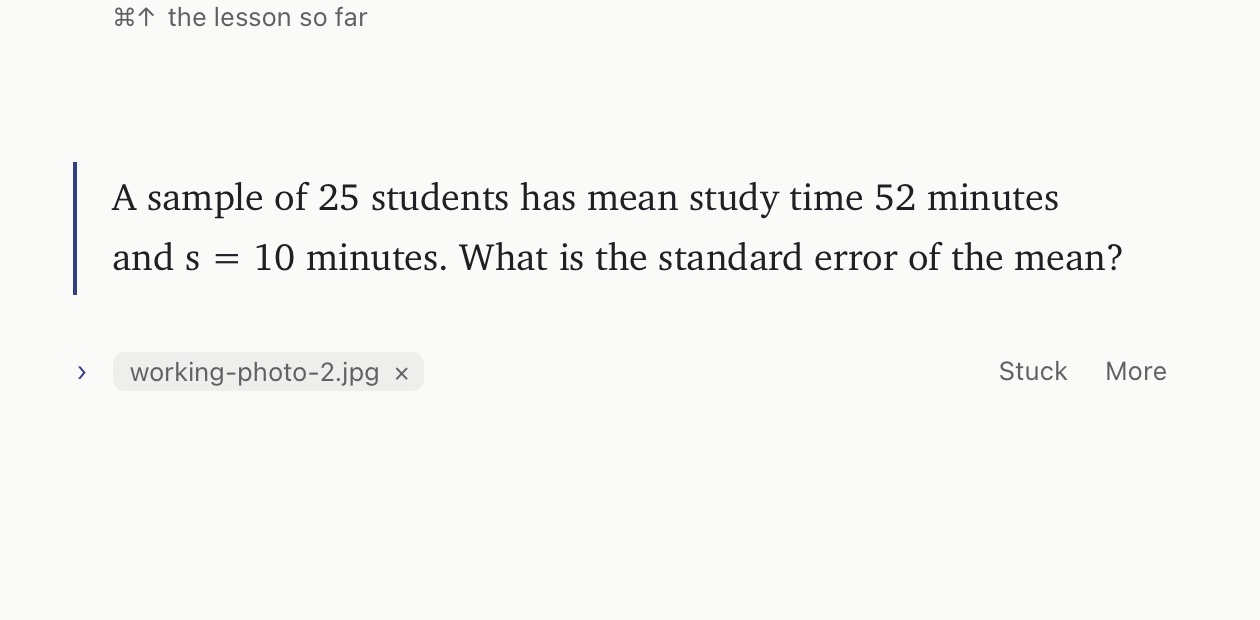 ⌘↑ the lesson so far
A sample of 25 students has mean study time 52 minutes
and s = 10 minutes. What is the standard error of the mean?
› working-photo-2.jpg × Stuck More